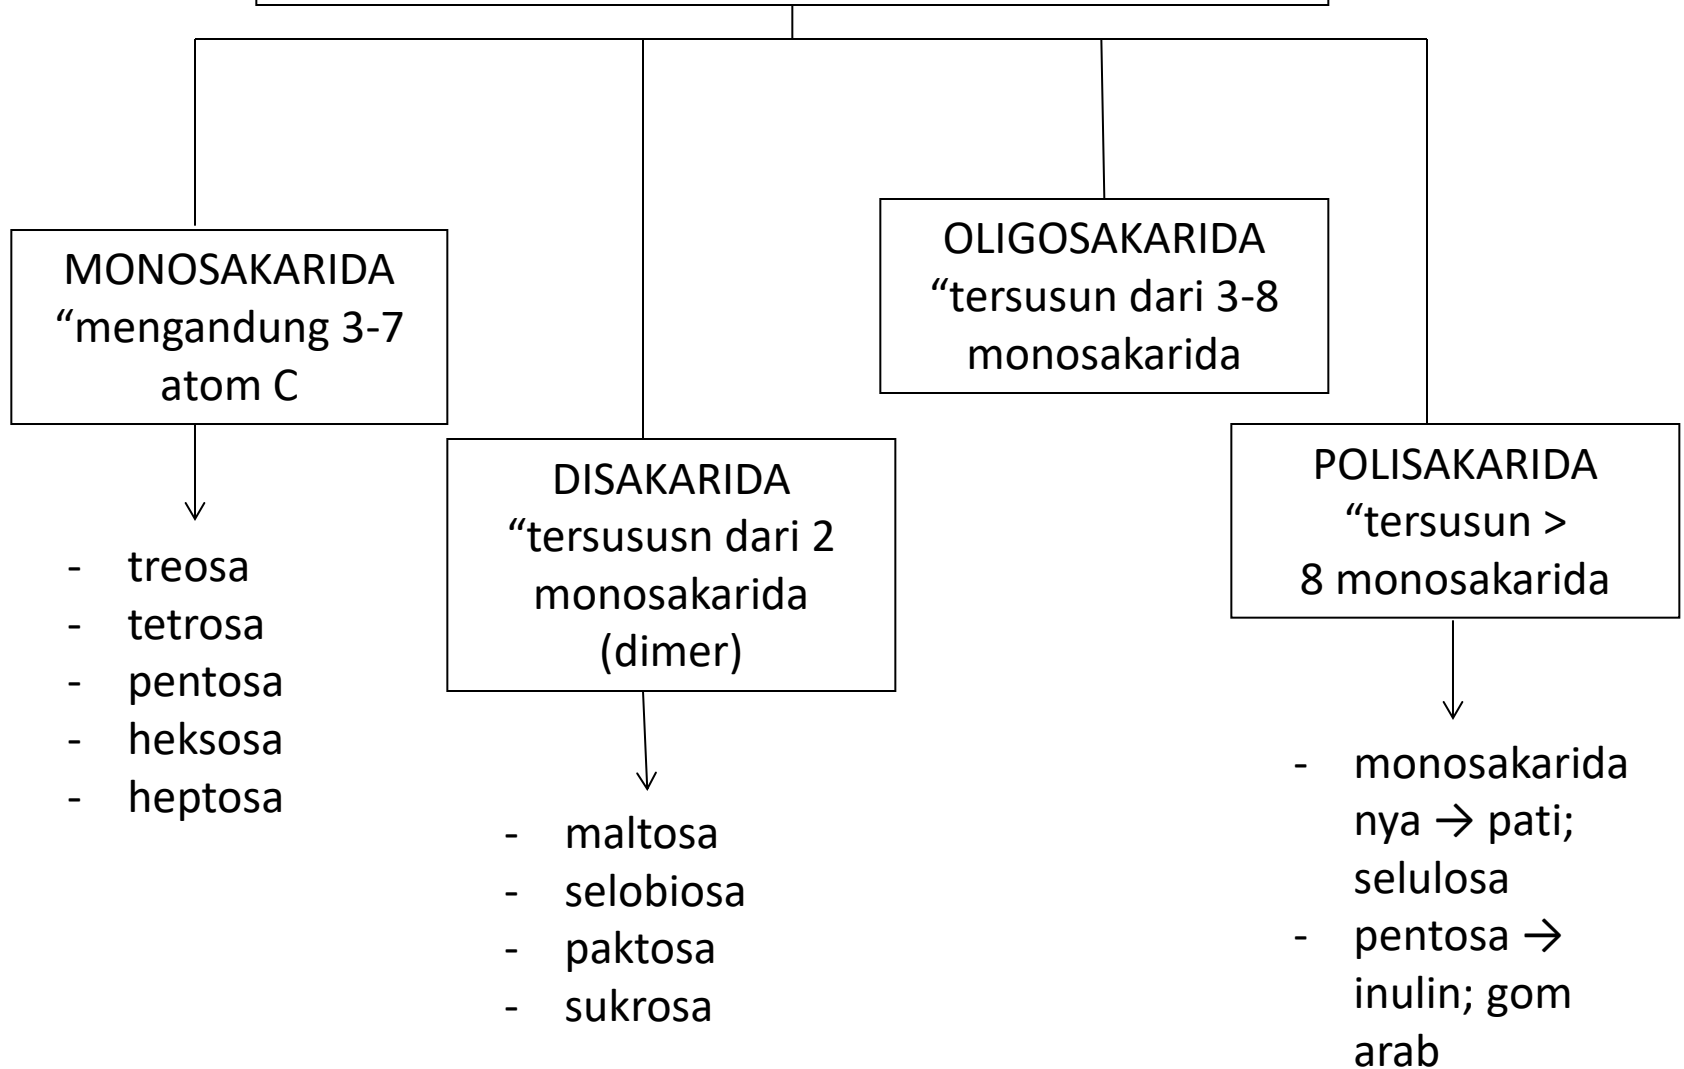 MONOSAKARIDA
“mengandung 3-7
atom C
- treosa
- tetrosa
- pentosa
- heksosa
- heptosa
DISAKARIDA
“tersususn dari 2
monosakarida
(dimer)
- maltosa
- selobiosa
- paktosa
- sukrosa
OLIGOSAKARIDA
“tersusun dari 3-8
monosakarida
POLISAKARIDA
“tersusun >
8 monosakarida
- monosakarida
nya → pati;
selulosa
- pentosa →
inulin; gom
arab